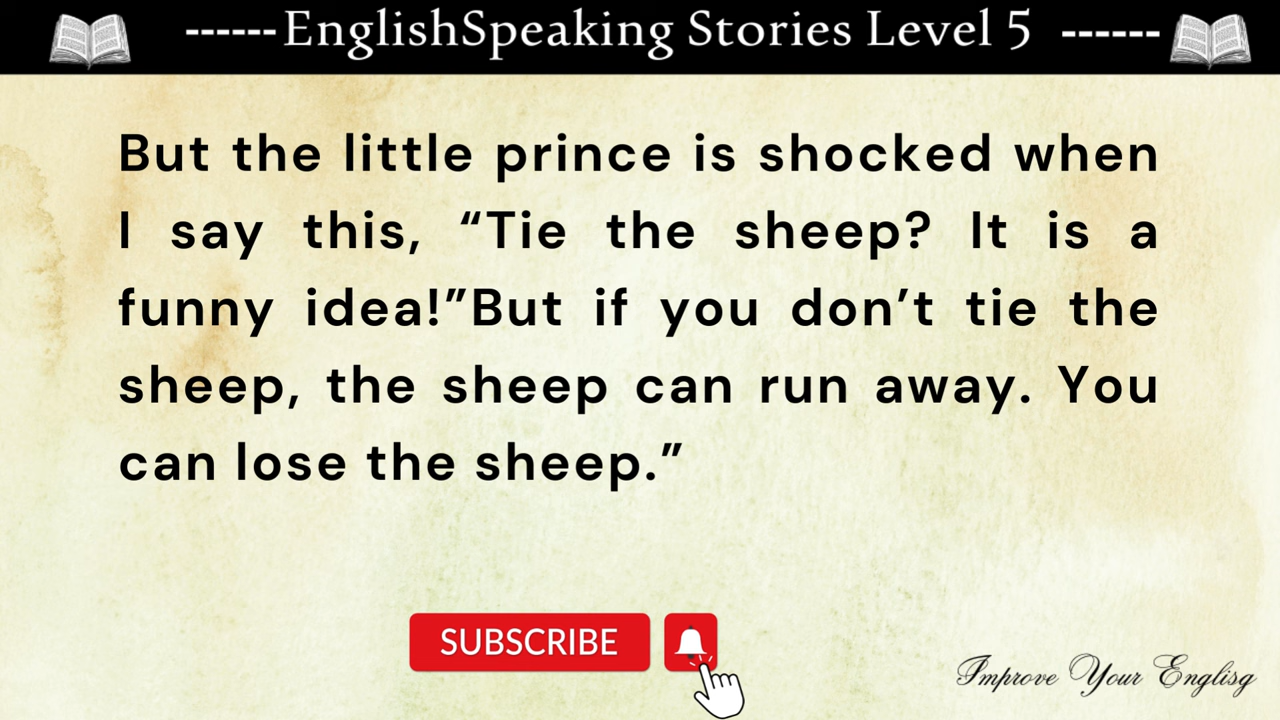 ------EnglishSpeaking Stories Level 5 ------
But the little prince is shocked when
I say this, “Tie the sheep? It is a
funny idea!”But if you don’t tie the
sheep, the sheep can run away. You
can lose the sheep.”
SUBSCRIBE
Improve Your Englisg